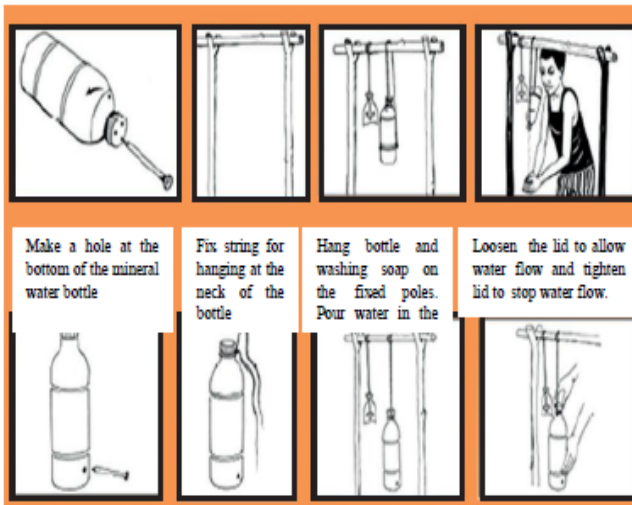 Make a hole at the
bottom of the mineral
water bottle
Fix string for
hanging at the
neck of the
bottle
Hang bottle and
washing soap on
the fixed poles.
Pour water in the
Loosen the lid to allow
water flow and tighten
lid to stop water flow.